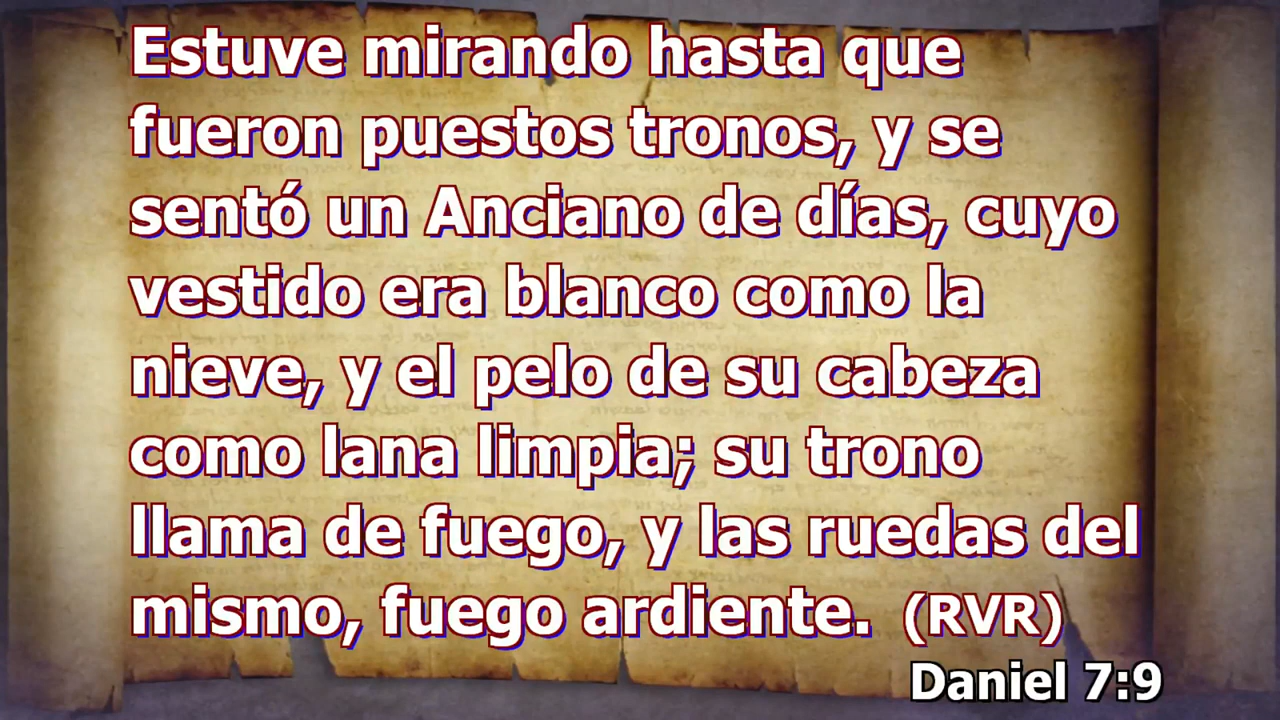 Estuve mirando hasta que
fueron puestos tronos, y se
sentó un Anciano de días, cuyo
vestido era blanco como la
nieve, y el pelo de su cabeza
como lana limpia; su trono
llama de fuego, y las ruedas del
mismo, fuego ardiente. (RVR)
Daniel 7:9